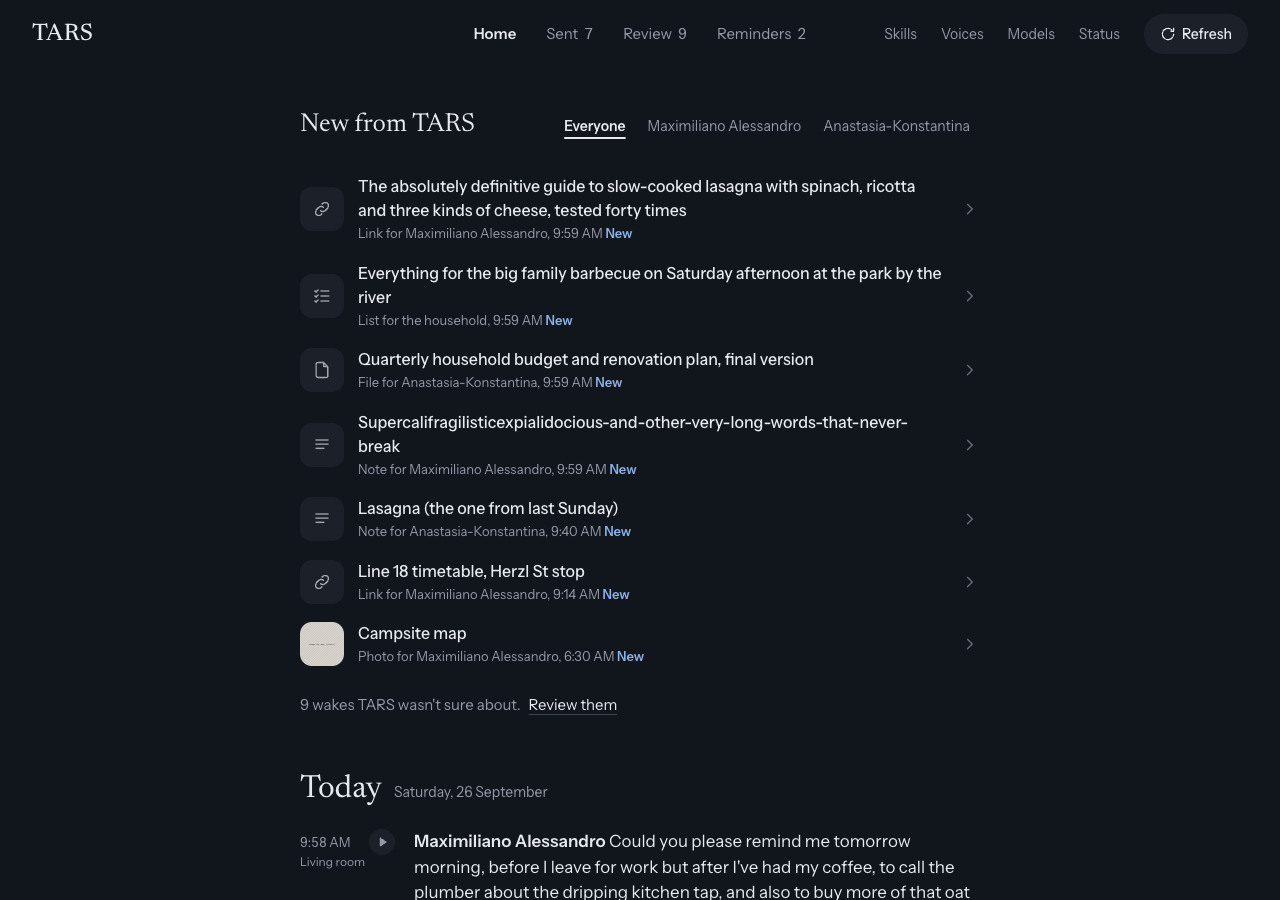 TARS
Home Sent 7 Review 9 Reminders 2 Skills Voices Models Status Refresh
New from TARS
Everyone Maximiliano Alessandro Anastasia-Konstantina
The absolutely definitive guide to slow-cooked lasagna with spinach, ricotta
and three kinds of cheese, tested forty times
Link for Maximiliano Alessandro, 9:59 AM New
Everything for the big family barbecue on Saturday afternoon at the park by the
river
List for the household, 9:59 AM New
Quarterly household budget and renovation plan, final version
File for Anastasia-Konstantina, 9:59 AM New
Supercalifragilisticexpialidocious-and-other-very-long-words-that-never-
break
Note for Maximiliano Alessandro, 9:59 AM New
Lasagna (the one from last Sunday)
Note for Anastasia-Konstantina, 9:40 AM New
Line 18 timetable, Herzl St stop
Link for Maximiliano Alessandro, 9:14 AM New
Campsite map
Photo for Maximiliano Alessandro, 6:30 AM New
9 wakes TARS wasn't sure about. Review them
Today Saturday, 26 September
9:58 AM
Living room
Maximiliano Alessandro Could you please remind me tomorrow
morning, before I leave for work but after I've had my coffee, to call the
plumber about the dripping kitchen tap, and also to buy more of that oat